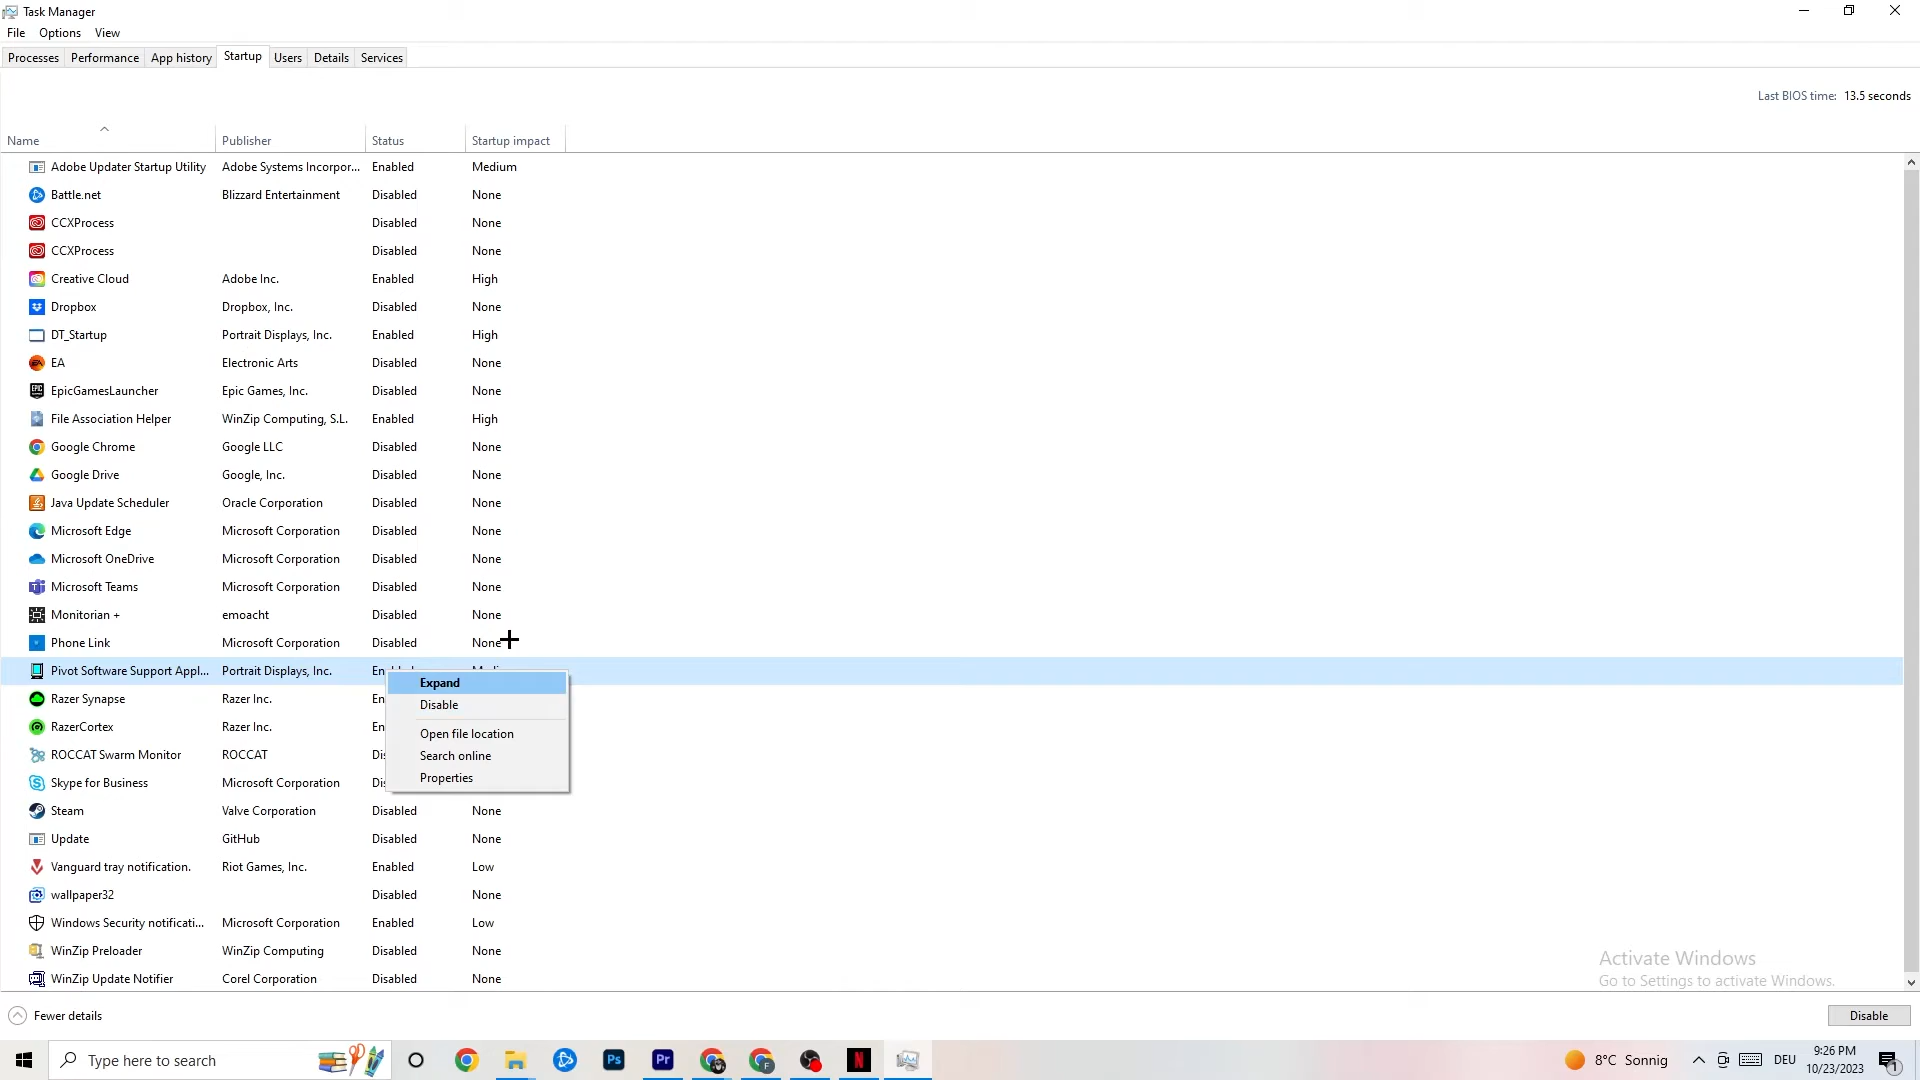 Task Manager
File Options View
Processes Performance App history Startup Users Details Services
Last BIOS time: 13.5 seconds
Name Publisher Status Startup impact
Adobe Updater Startup Utility Adobe Systems Incorpor... Enabled Medium
Battle.net Blizzard Entertainment Disabled None
CCXProcess Disabled None
CCXProcess Disabled None
Creative Cloud Adobe Inc. Enabled High
Dropbox Dropbox, Inc. Disabled None
DT_Startup Portrait Displays, Inc. Enabled High
EA Electronic Arts Disabled None
EpicGamesLauncher Epic Games, Inc. Disabled None
File Association Helper WinZip Computing, S.L. Enabled High
Google Chrome Google LLC Disabled None
Google Drive Google, Inc. Disabled None
Java Update Scheduler Oracle Corporation Disabled None
Microsoft Edge Microsoft Corporation Disabled None
Microsoft OneDrive Microsoft Corporation Disabled None
Microsoft Teams Microsoft Corporation Disabled None
Monitorian + emoacht Disabled None
Phone Link Microsoft Corporation Disabled None
Pivot Software Support Appl... Portrait Displays, Inc.
Expand
Razer Synapse Razer Inc. En Disable
RazerCortex Razer Inc. En Open file location
ROCCAT Swarm Monitor ROCCAT Dis Search online
Skype for Business Microsoft Corporation Dis Properties
Steam Valve Corporation Disabled None
Update GitHub Disabled None
Vanguard tray notification. Riot Games, Inc. Enabled Low
wallpaper32 Disabled None
Windows Security notificati... Microsoft Corporation Enabled Low
WinZip Preloader WinZip Computing Disabled None
WinZip Update Notifier Corel Corporation Disabled None
Activate Windows
Go to Settings to activate Windows.
Fewer details Disable
Type here to search Ps Pr F N 8°C Sonnig DEU 9:26 PM
10/23/2023 1